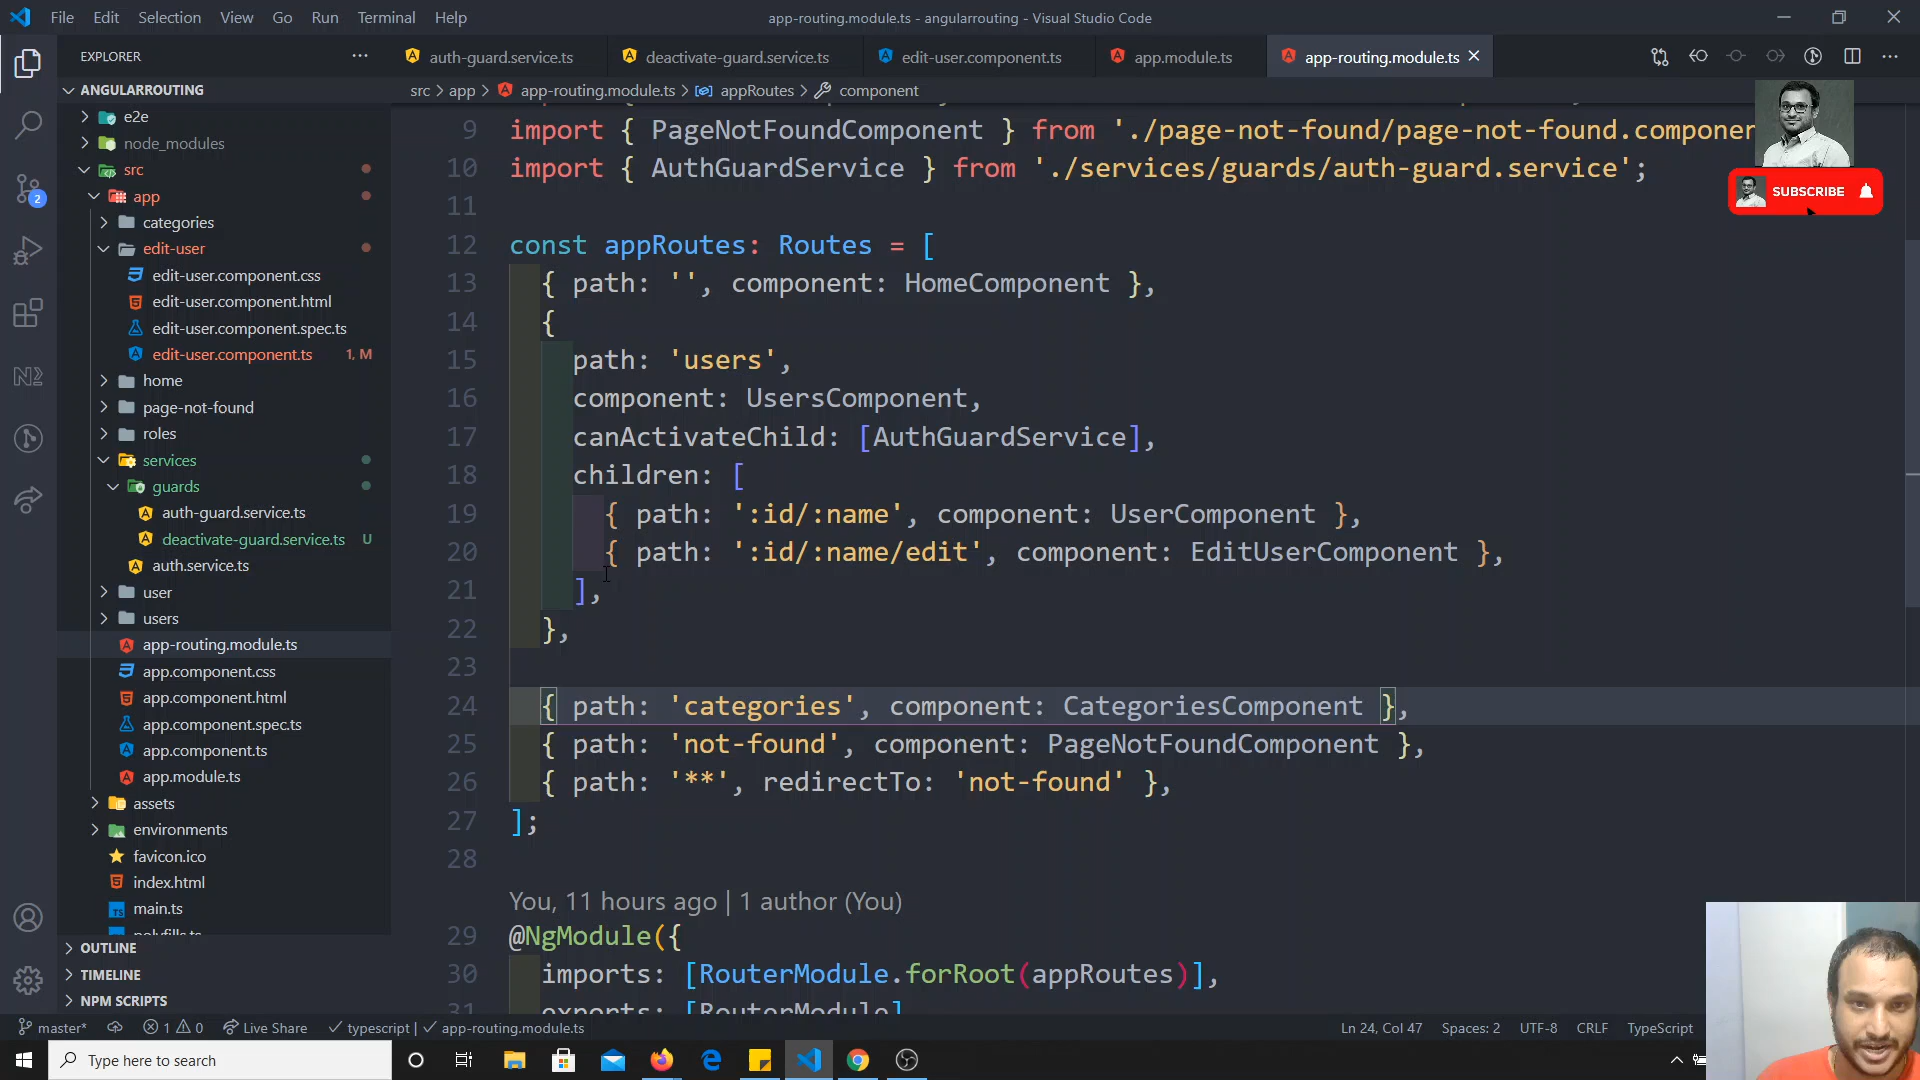 File Edit Selection View Go Run Terminal Help
app-routing.module.ts - angularrouting - Visual Studio Code
EXPLORER
auth-guard.service.ts
deactivate-guard.service.ts
edit-user.component.ts
app.module.ts
app-routing.module.ts
ANGULARROUTING
src > app > app-routing.module.ts > appRoutes > component
e2e
node_modules
src
app
categories
edit-user
edit-user.component.css
edit-user.component.html
edit-user.component.spec.ts
edit-user.component.ts 1, M
home
page-not-found
roles
services
guards
auth-guard.service.ts
deactivate-guard.service.ts U
auth.service.ts
user
users
app-routing.module.ts
app.component.css
app.component.html
app.component.spec.ts
app.component.ts
app.module.ts
assets
environments
favicon.ico
index.html
main.ts
polyfills.ts
OUTLINE
TIMELINE
NPM SCRIPTS
2
9 import { PageNotFoundComponent } from './page-not-found/page-not-found.componen
10 import { AuthGuardService } from './services/guards/auth-guard.service';
11
12 const appRoutes: Routes = [
13 { path: '', component: HomeComponent },
14 {
15 path: 'users',
16 component: UsersComponent,
17 canActivateChild: [AuthGuardService],
18 children: [
19 { path: ':id/:name', component: UserComponent },
20 { path: ':id/:name/edit', component: EditUserComponent },
21 ],
22 },
23
24 { path: 'categories', component: CategoriesComponent },
25 { path: 'not-found', component: PageNotFoundComponent },
26 { path: '**', redirectTo: 'not-found' },
27 ];
28
You, 11 hours ago | 1 author (You)
29 @NgModule({
30 imports: [RouterModule.forRoot(appRoutes)],
31 exports: [RouterModule]
SUBSCRIBE
master* 1 0 Live Share typescript | app-routing.module.ts
Ln 24, Col 47 Spaces: 2 UTF-8 CRLF TypeScript
Type here to search